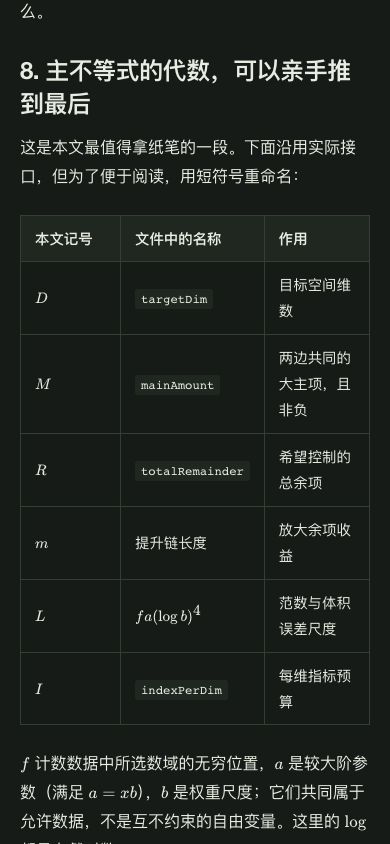 么。
8. 主不等式的代数，可以亲手推
到最后
这是本文最值得拿纸笔的一段。下面沿用实际接
口，但为了便于阅读，用短符号重命名：
本文记号 文件中的名称 作用
D targetDim 目标空间维
数
M mainAmount 两边共同的
大主项，且
非负
R totalRemainder 希望控制的
总余项
m 提升链长度 放大余项收
益
L fa(log b)⁴ 范数与体积
误差尺度
I indexPerDim 每维指标预
算
f 计数数据中所选数域的无穷位置，a 是较大阶参
数（满足 a = xb），b 是权重尺度；它们共同属于
允许数据，不是互不约束的自由变量。这里的 log